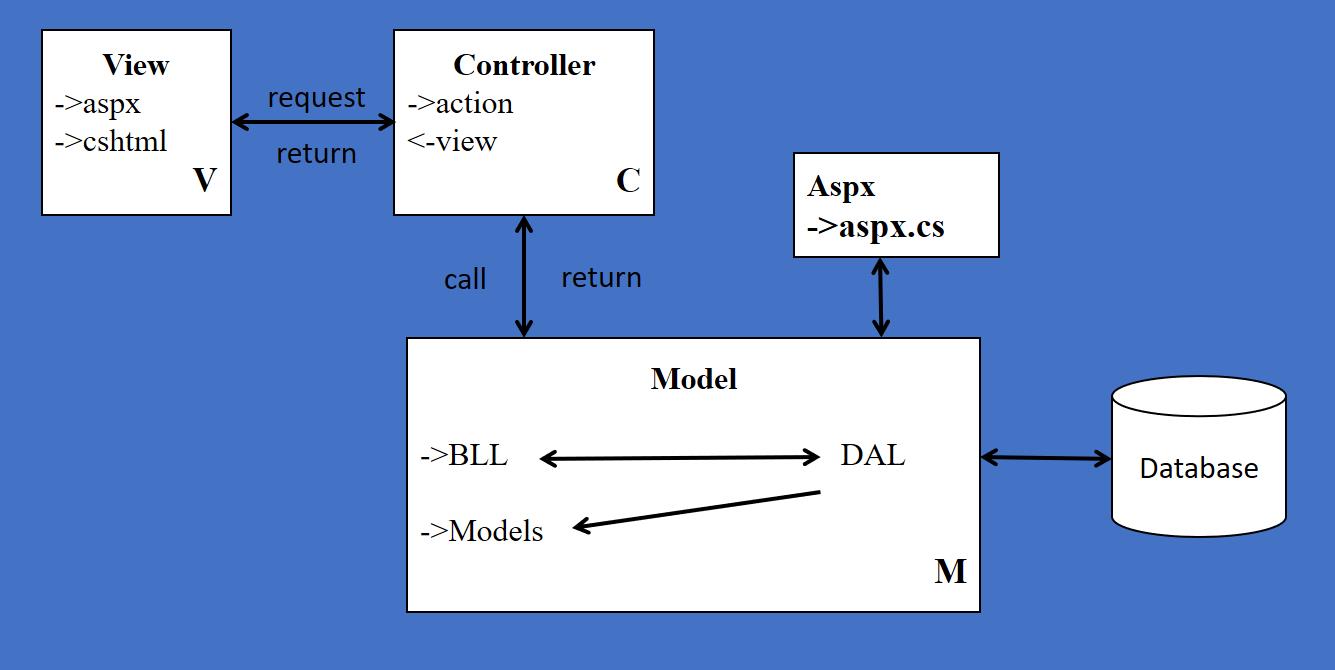 View
->aspx
->cshtml
V
request
return
Controller
->action
<-view
C
call
return
Aspx
->aspx.cs
Model
->BLL
DAL
->Models
M
Database